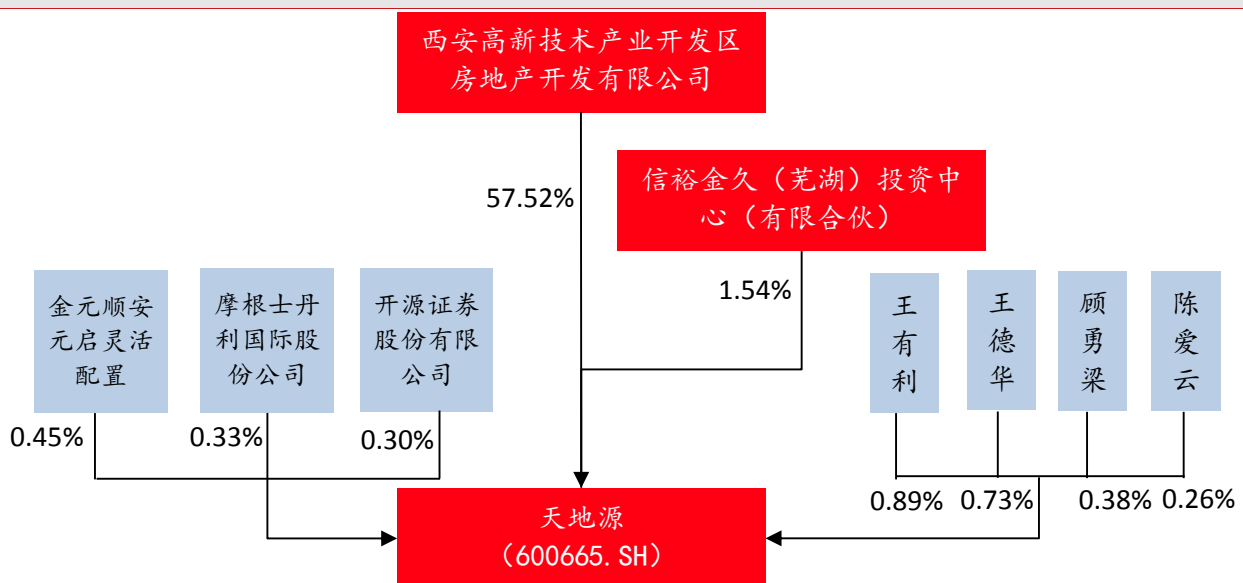 西安高新技术产业开发区
房地产开发有限公司
57.52%
信裕金久（芜湖）投资中
心（有限合伙）
1.54%
金元顺安
元启灵活
配置
摩根士丹
利国际股
份公司
开源证券
股份有限
公司
王
有
利
王
德
华
顾
勇
梁
陈
爱
云
0.45%
0.33%
0.30%
0.89%
0.73%
0.38%
0.26%
天地源
（600665.SH）